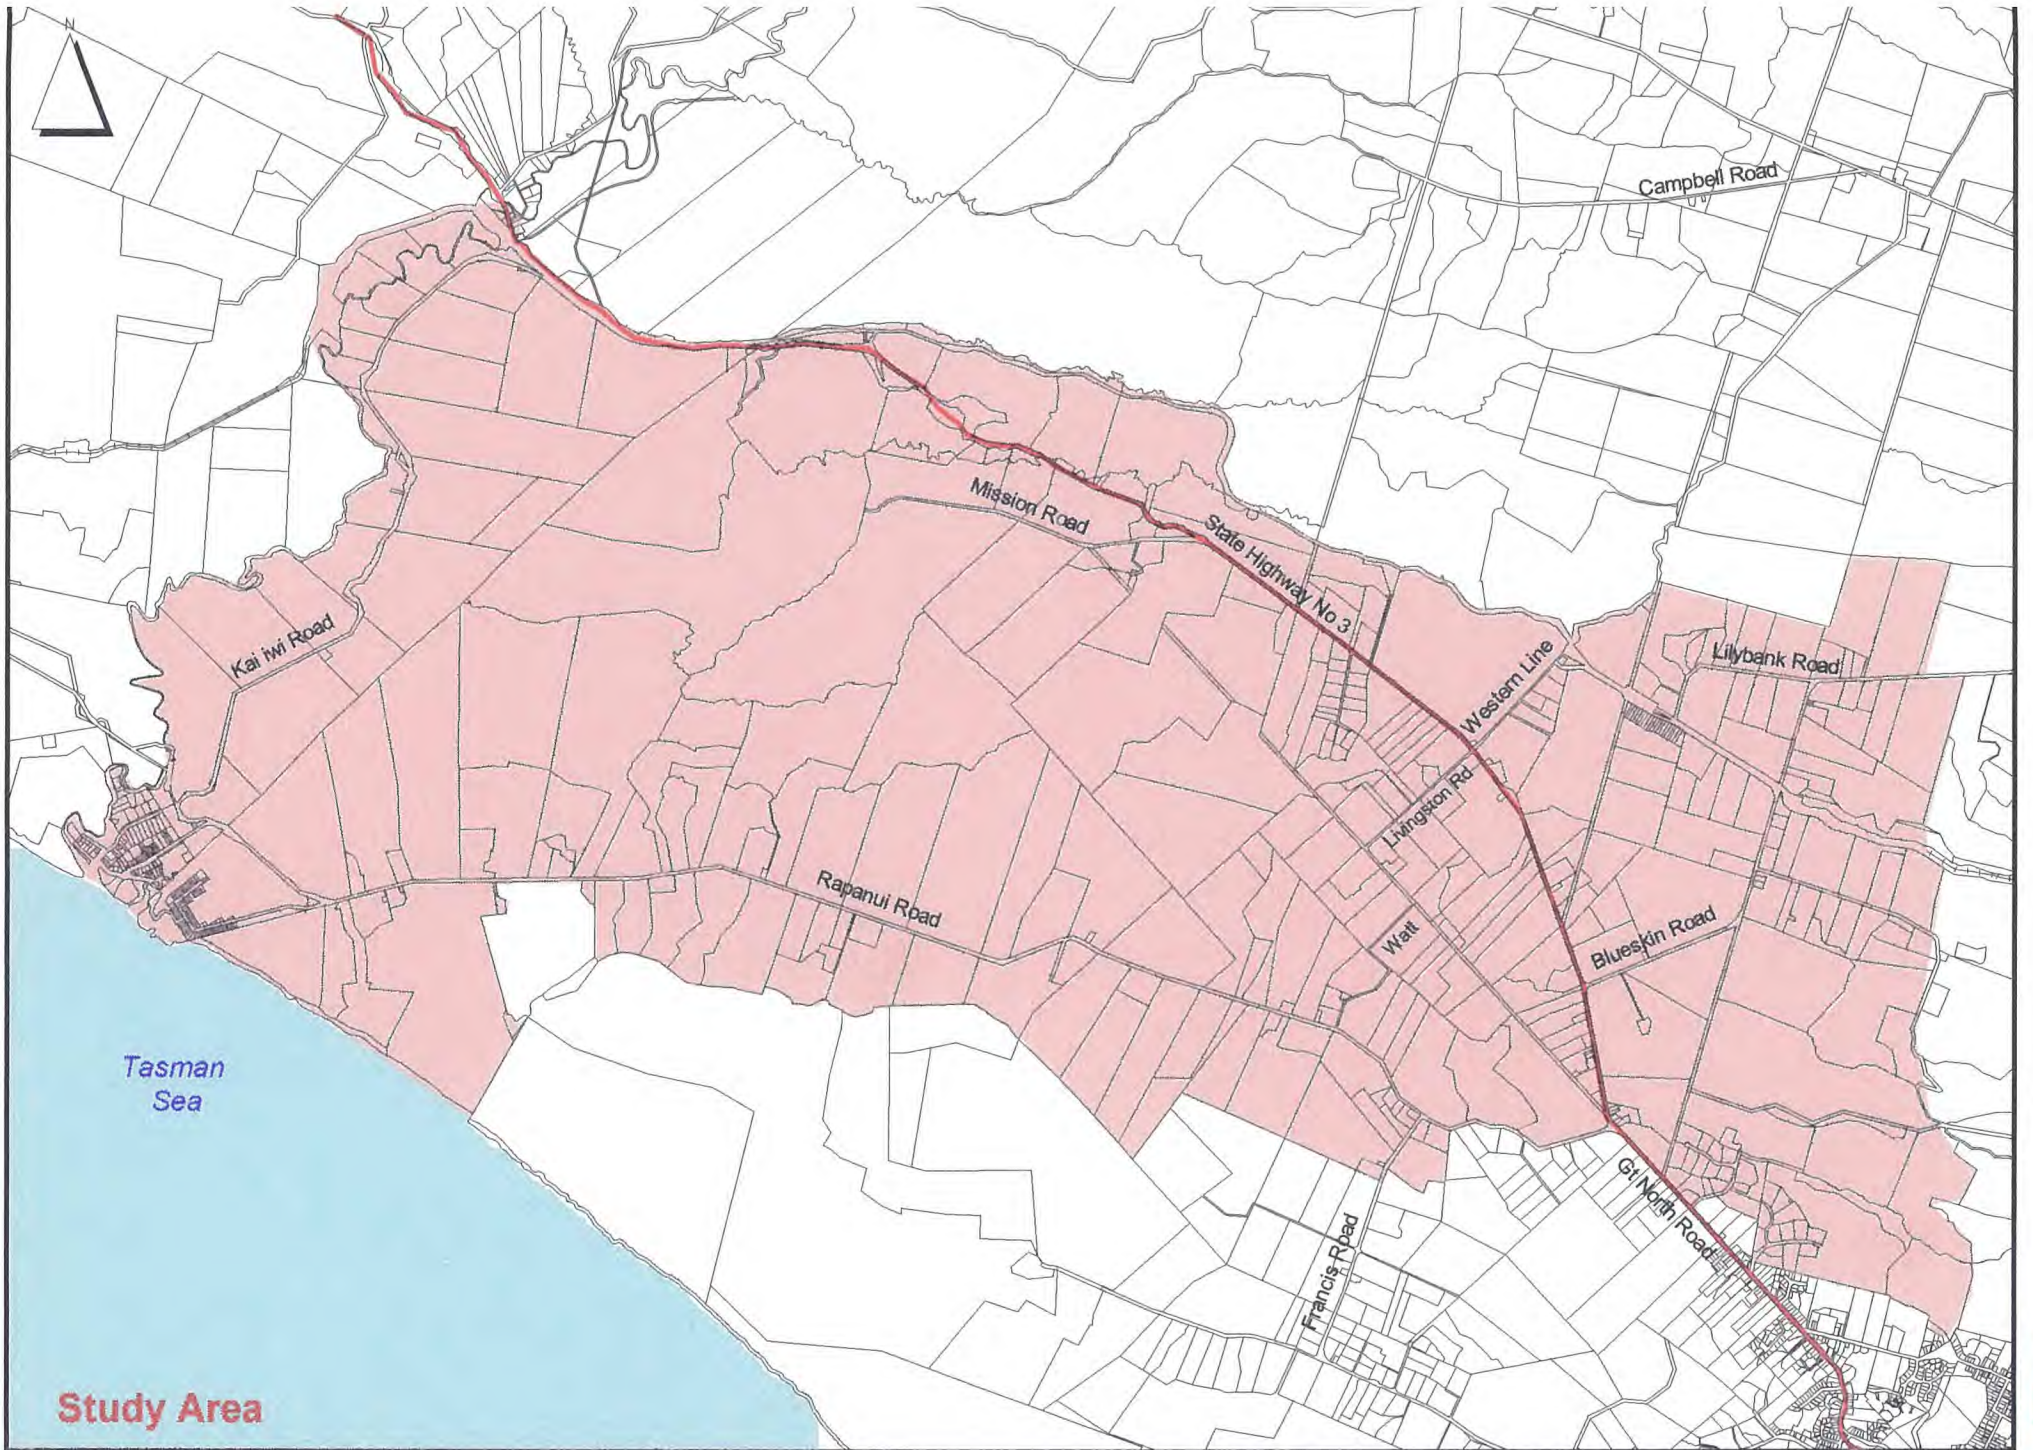 N
Campbell Road
Mission Road
State Highway No 3
Kai iwi Road
Western Line
Lilybank Road
Livingston Rd
Rapanui Road
Watt
Blueskin Road
Tasman
Sea
Gt North Road
Francis Road
Study Area